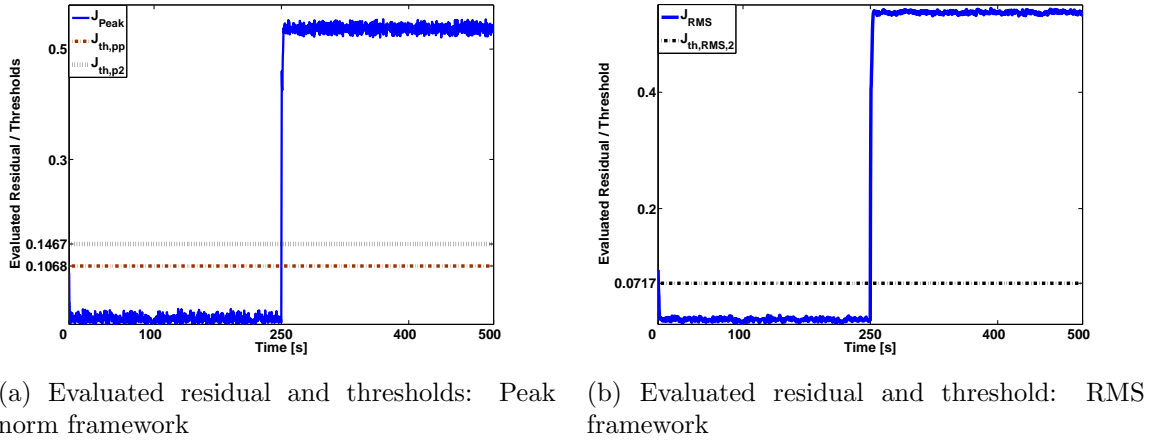 J_Peak
J_th,pp
J_th,p2
Evaluated Residual / Thresholds
0.5
0.3
0.1467
0.1068
0 100 250 400 500
Time [s]
(a) Evaluated residual and thresholds: Peak
norm framework
J_RMS
J_th,RMS,2
Evaluated Residual / Threshold
0.4
0.2
0.0717
0 100 250 400 500
Time [s]
(b) Evaluated residual and threshold: RMS
framework